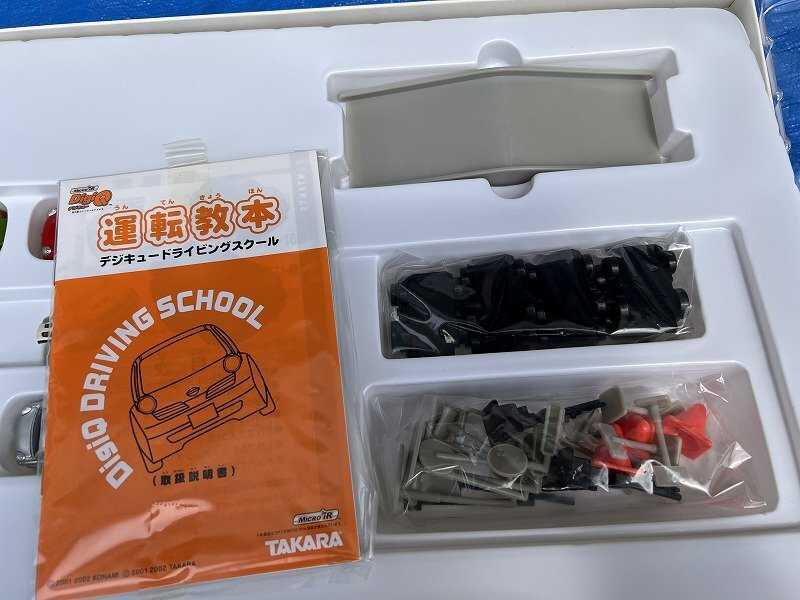 MICRO iR
DigiQ
運転教本
うん てん きょう ほん
デジキュードライビングスクール
DigiQ DRIVING SCHOOL
(取扱説明書)
MICRO iR
TAKARA
© 2001 2002 KONAMI © 2001 2002 TAKARA